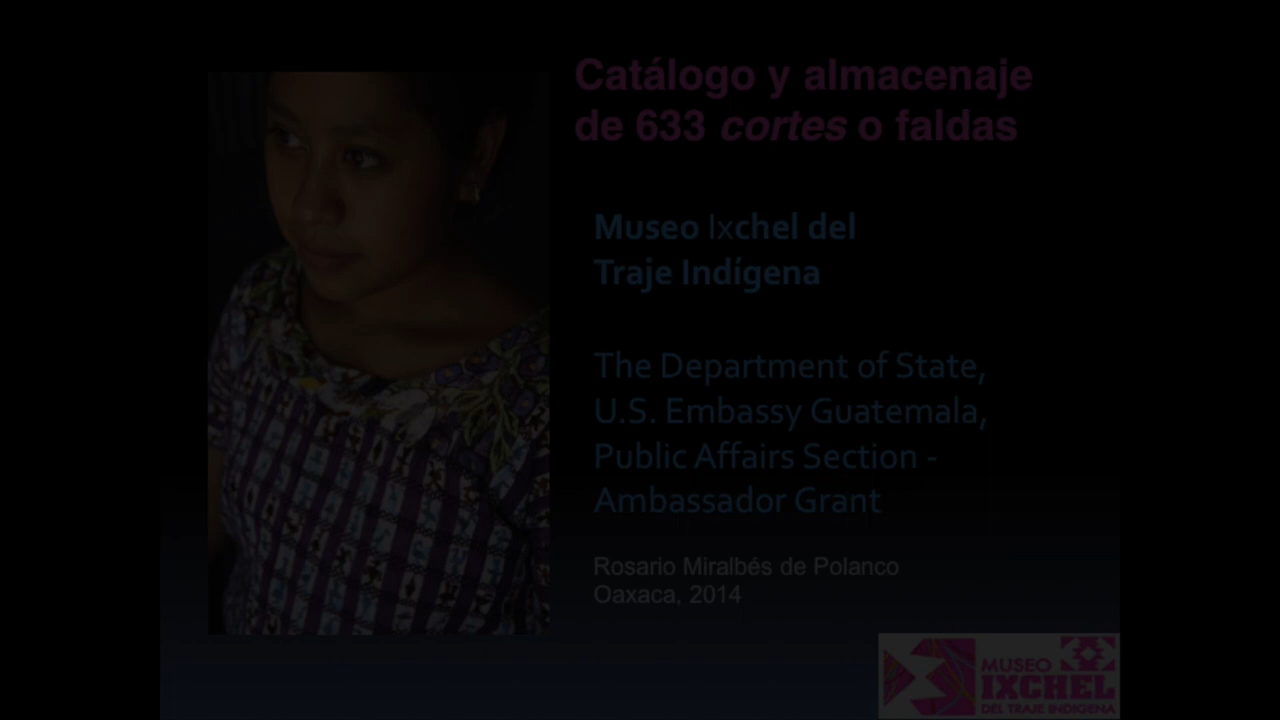 Catálogo y almacenaje
de 633 cortes o faldas
Museo Ixchel del
Traje Indígena
The Department of State,
U.S. Embassy Guatemala,
Public Affairs Section -
Ambassador Grant
Rosario Miralbés de Polanco
Oaxaca, 2014
MUSEO
IXCHEL
DEL TRAJE INDIGENA